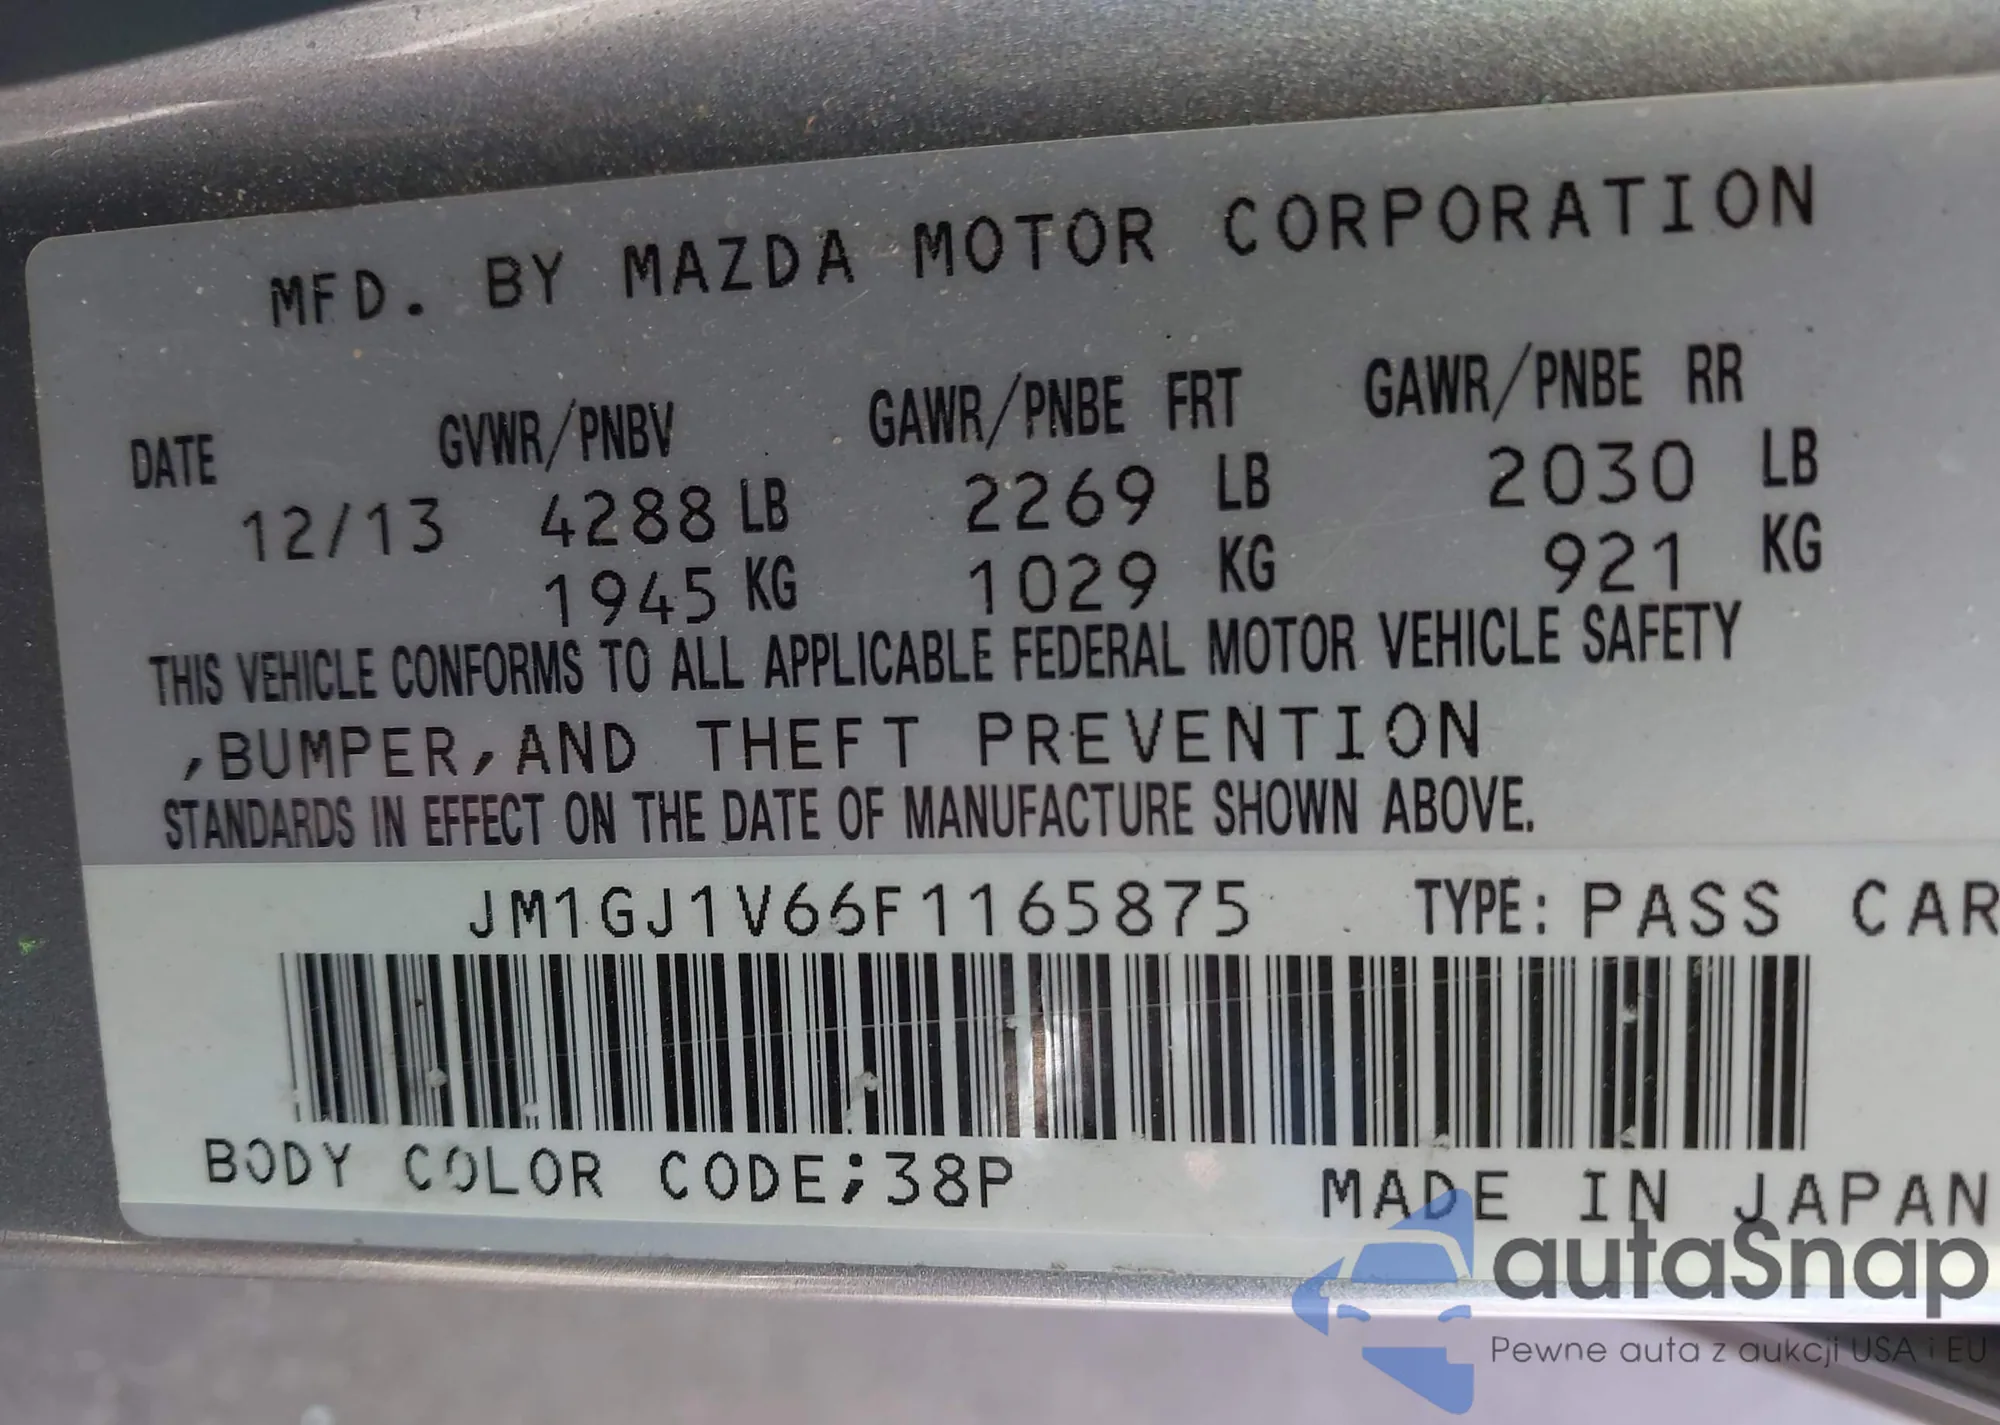 MFD. BY MAZDA MOTOR CORPORATION
DATE GVWR/PNBV GAWR/PNBE FRT GAWR/PNBE RR
12/13 4288 LB 2269 LB 2030 LB
1945 KG 1029 KG 921 KG
THIS VEHICLE CONFORMS TO ALL APPLICABLE FEDERAL MOTOR VEHICLE SAFETY
,BUMPER,AND THEFT PREVENTION
STANDARDS IN EFFECT ON THE DATE OF MANUFACTURE SHOWN ABOVE.
JM1GJ1V66F1165875 TYPE: PASS CAR
BODY COLOR CODE;38P MADE IN JAPAN
autaSnap
Pewne auta z aukcji USA i EU